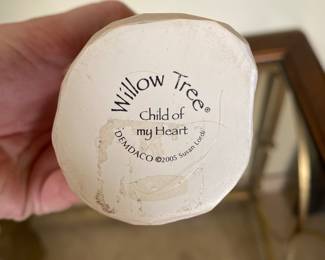 Willow Tree®
Child of
my Heart
DEMDACO ©2005 Susan Lordi